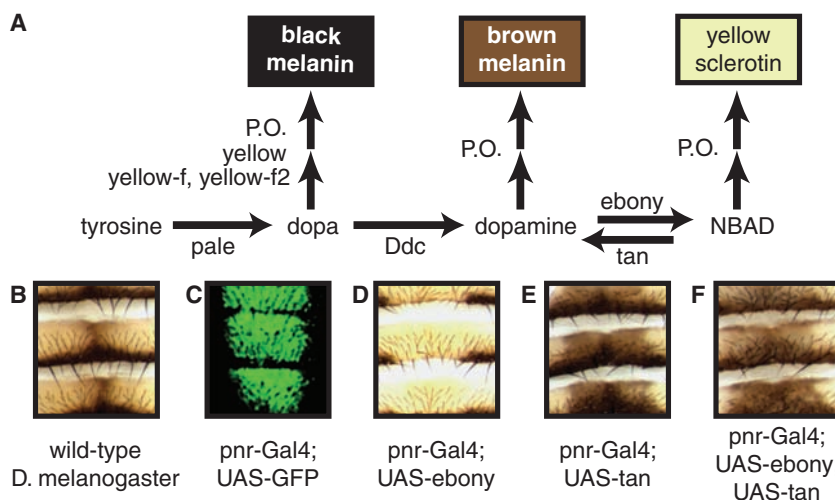 A
black
melanin
brown
melanin
yellow
sclerotin
P.O.
yellow
yellow-f, yellow-f2
P.O.
P.O.
tyrosine
pale
dopa
Ddc
dopamine
ebony
tan
NBAD
B
C
D
E
F
wild-type
D. melanogaster
pnr-Gal4;
UAS-GFP
pnr-Gal4;
UAS-ebony
pnr-Gal4;
UAS-tan
pnr-Gal4;
UAS-ebony
UAS-tan